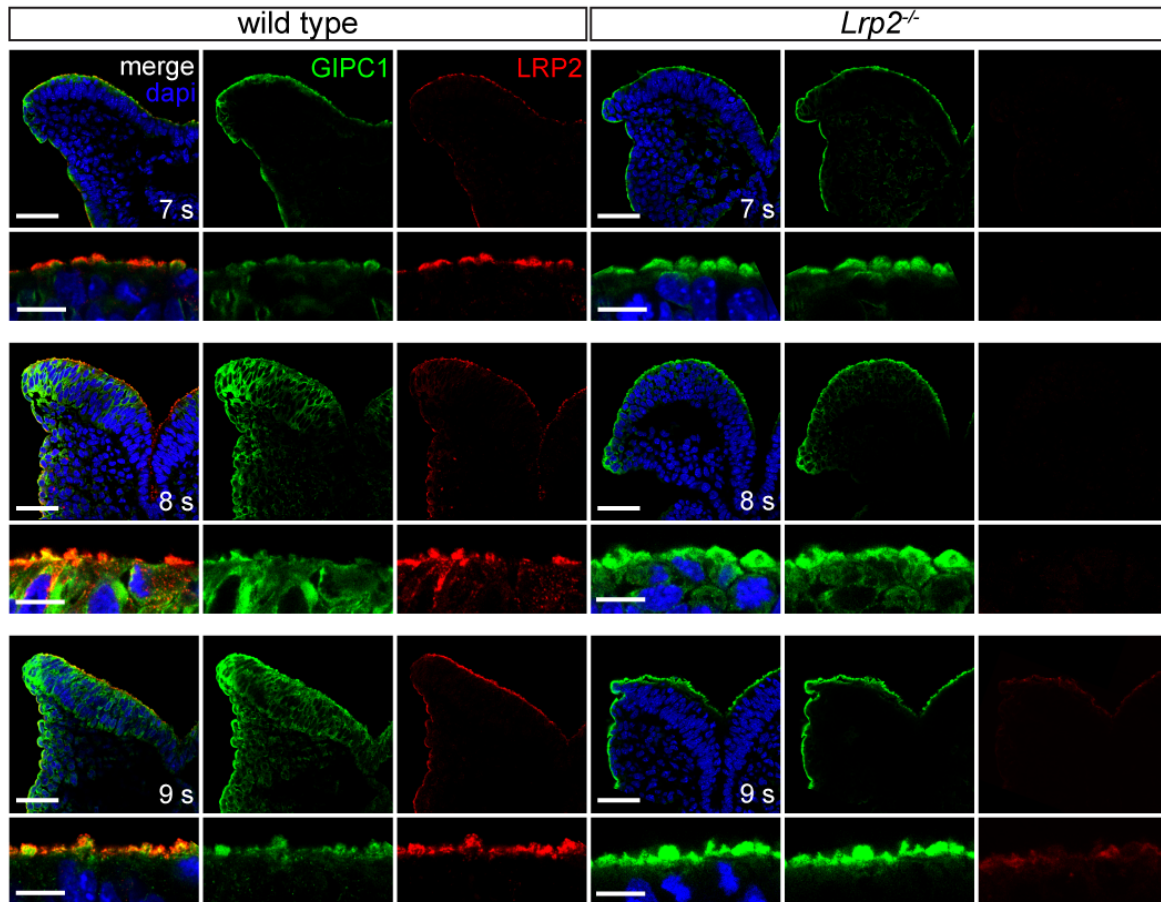 wild type
Lrp2-/-
merge
dapi
GIPC1
LRP2
7 s
7 s
8 s
8 s
9 s
9 s